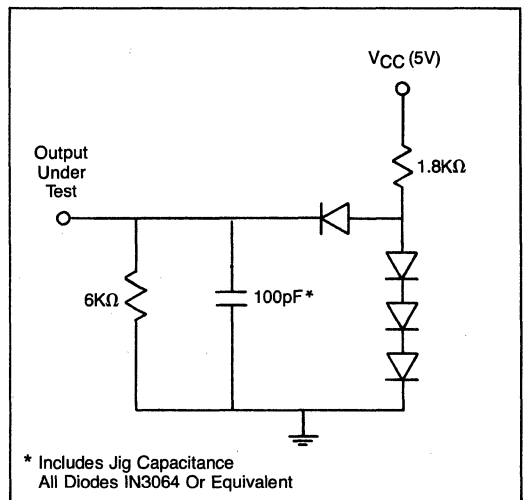 VCC (5V)
Output
Under
Test
1.8KΩ
6KΩ
100pF*
* Includes Jig Capacitance
All Diodes IN3064 Or Equivalent